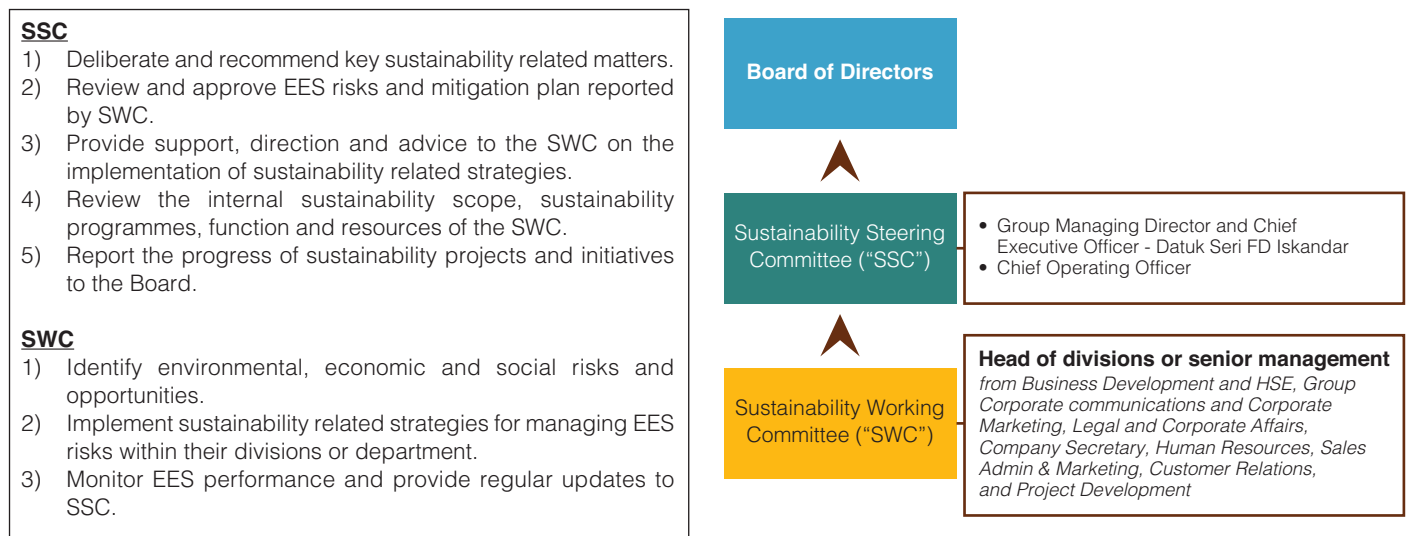 SSC
1) Deliberate and recommend key sustainability related matters.
2) Review and approve EES risks and mitigation plan reported
by SWC.
3) Provide support, direction and advice to the SWC on the
implementation of sustainability related strategies.
4) Review the internal sustainability scope, sustainability
programmes, function and resources of the SWC.
5) Report the progress of sustainability projects and initiatives
to the Board.
SWC
1) Identify environmental, economic and social risks and
opportunities.
2) Implement sustainability related strategies for managing EES
risks within their divisions or department.
3) Monitor EES performance and provide regular updates to
SSC.
Board of Directors
Sustainability Steering
Committee (“SSC”)
• Group Managing Director and Chief
Executive Officer - Datuk Seri FD Iskandar
• Chief Operating Officer
Sustainability Working
Committee (“SWC”)
Head of divisions or senior management
from Business Development and HSE, Group
Corporate communications and Corporate
Marketing, Legal and Corporate Affairs,
Company Secretary, Human Resources, Sales
Admin & Marketing, Customer Relations,
and Project Development